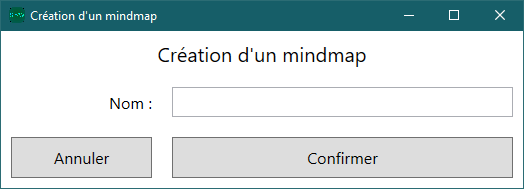 Création d'un mindmap
Création d'un mindmap
Nom :
Annuler
Confirmer